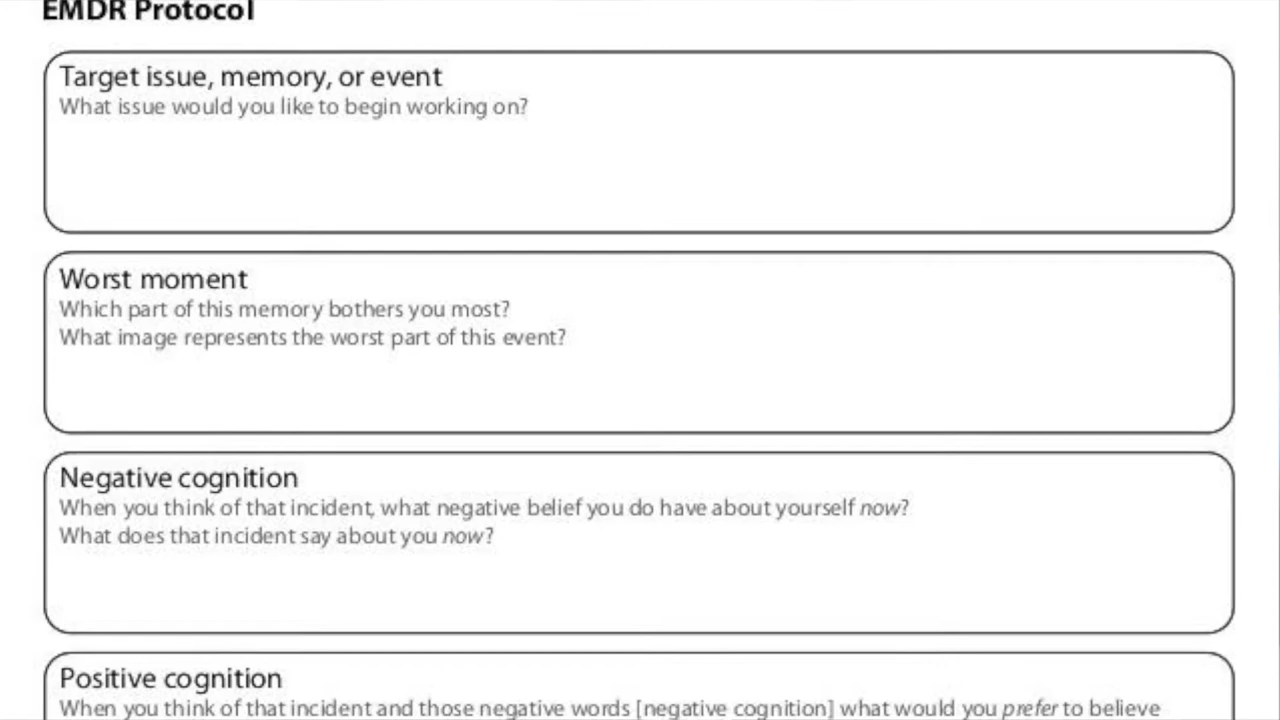 EMDR Protocol
Target issue, memory, or event
What issue would you like to begin working on?
Worst moment
Which part of this memory bothers you most?
What image represents the worst part of this event?
Negative cognition
When you think of that incident, what negative belief you do have about yourself now?
What does that incident say about you now?
Positive cognition
When you think of that incident and those negative words [negative cognition] what would you prefer to believe